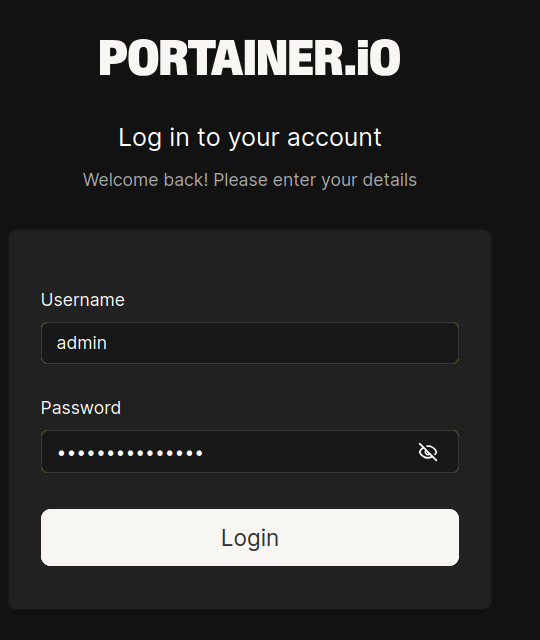 PORTAINER.iO
Log in to your account
Welcome back! Please enter your details
Username
admin
Password
•••••••••••••••
Login